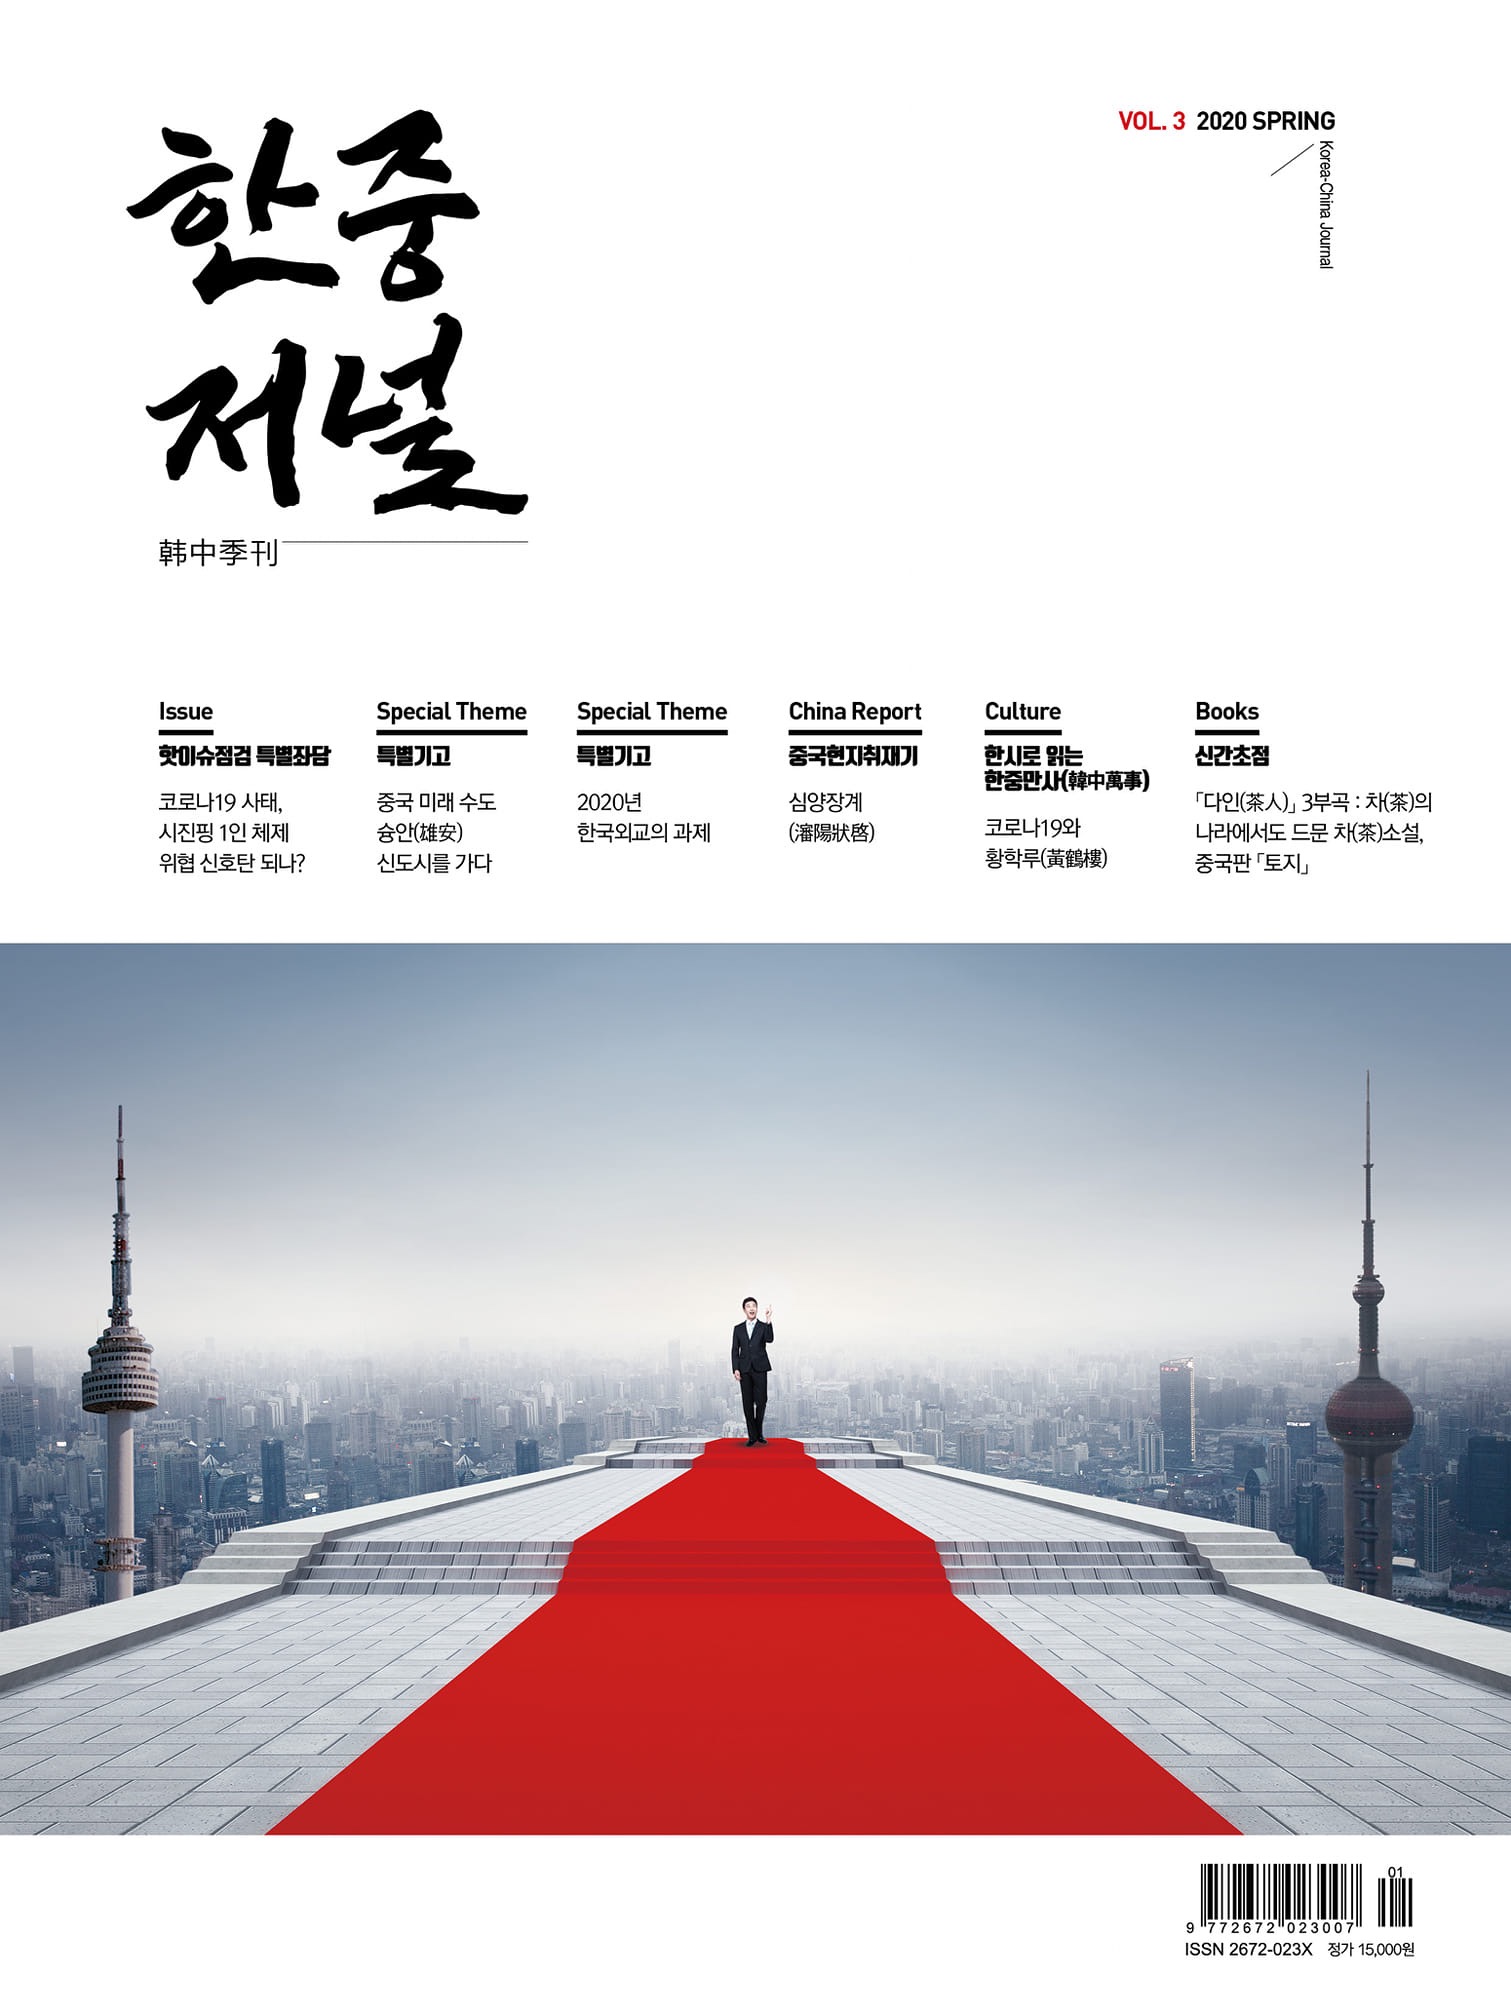 한중
저널
韩中季刊
VOL. 3 2020 SPRING
Korea-China Journal
Issue
핫이슈점검 특별좌담
코로나19 사태,
시진핑 1인 체제
위협 신호탄 되나?
Special Theme
특별기고
중국 미래 수도
슝안(雄安)
신도시를 가다
Special Theme
특별기고
2020년
한국외교의 과제
China Report
중국현지취재기
심양장계
(瀋陽狀啓)
Culture
한시로 읽는
한중만사(韓中萬事)
코로나19와
황학루(黃鶴樓)
Books
신간초점
「다인(茶人)」 3부곡 : 차(茶)의
나라에서도 드문 차(茶)소설,
중국판 「토지」
01
9 772672 023007
ISSN 2672-023X 정가 15,000원